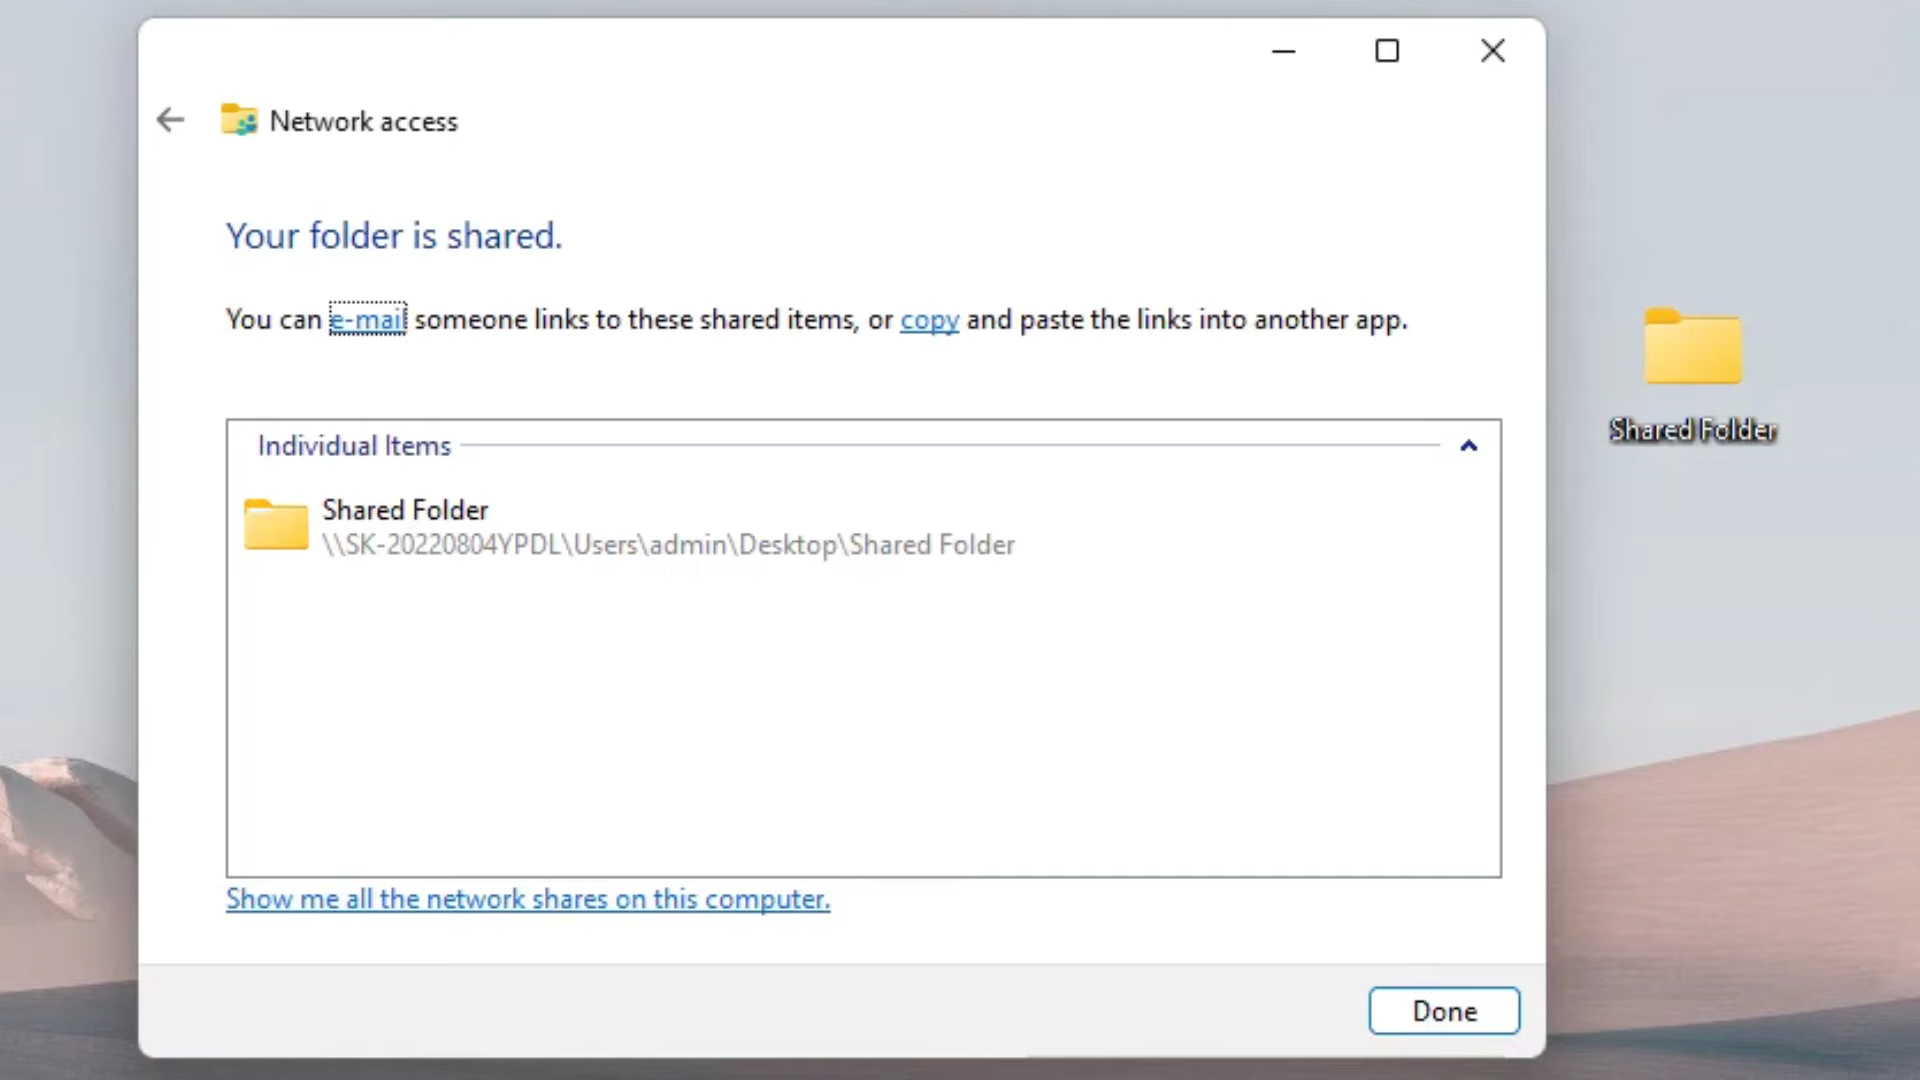 Network access
Your folder is shared.
You can e-mail someone links to these shared items, or copy and paste the links into another app.
Individual Items
Shared Folder
\\SK-20220804YPDL\Users\admin\Desktop\Shared Folder
Show me all the network shares on this computer.
Done
Shared Folder